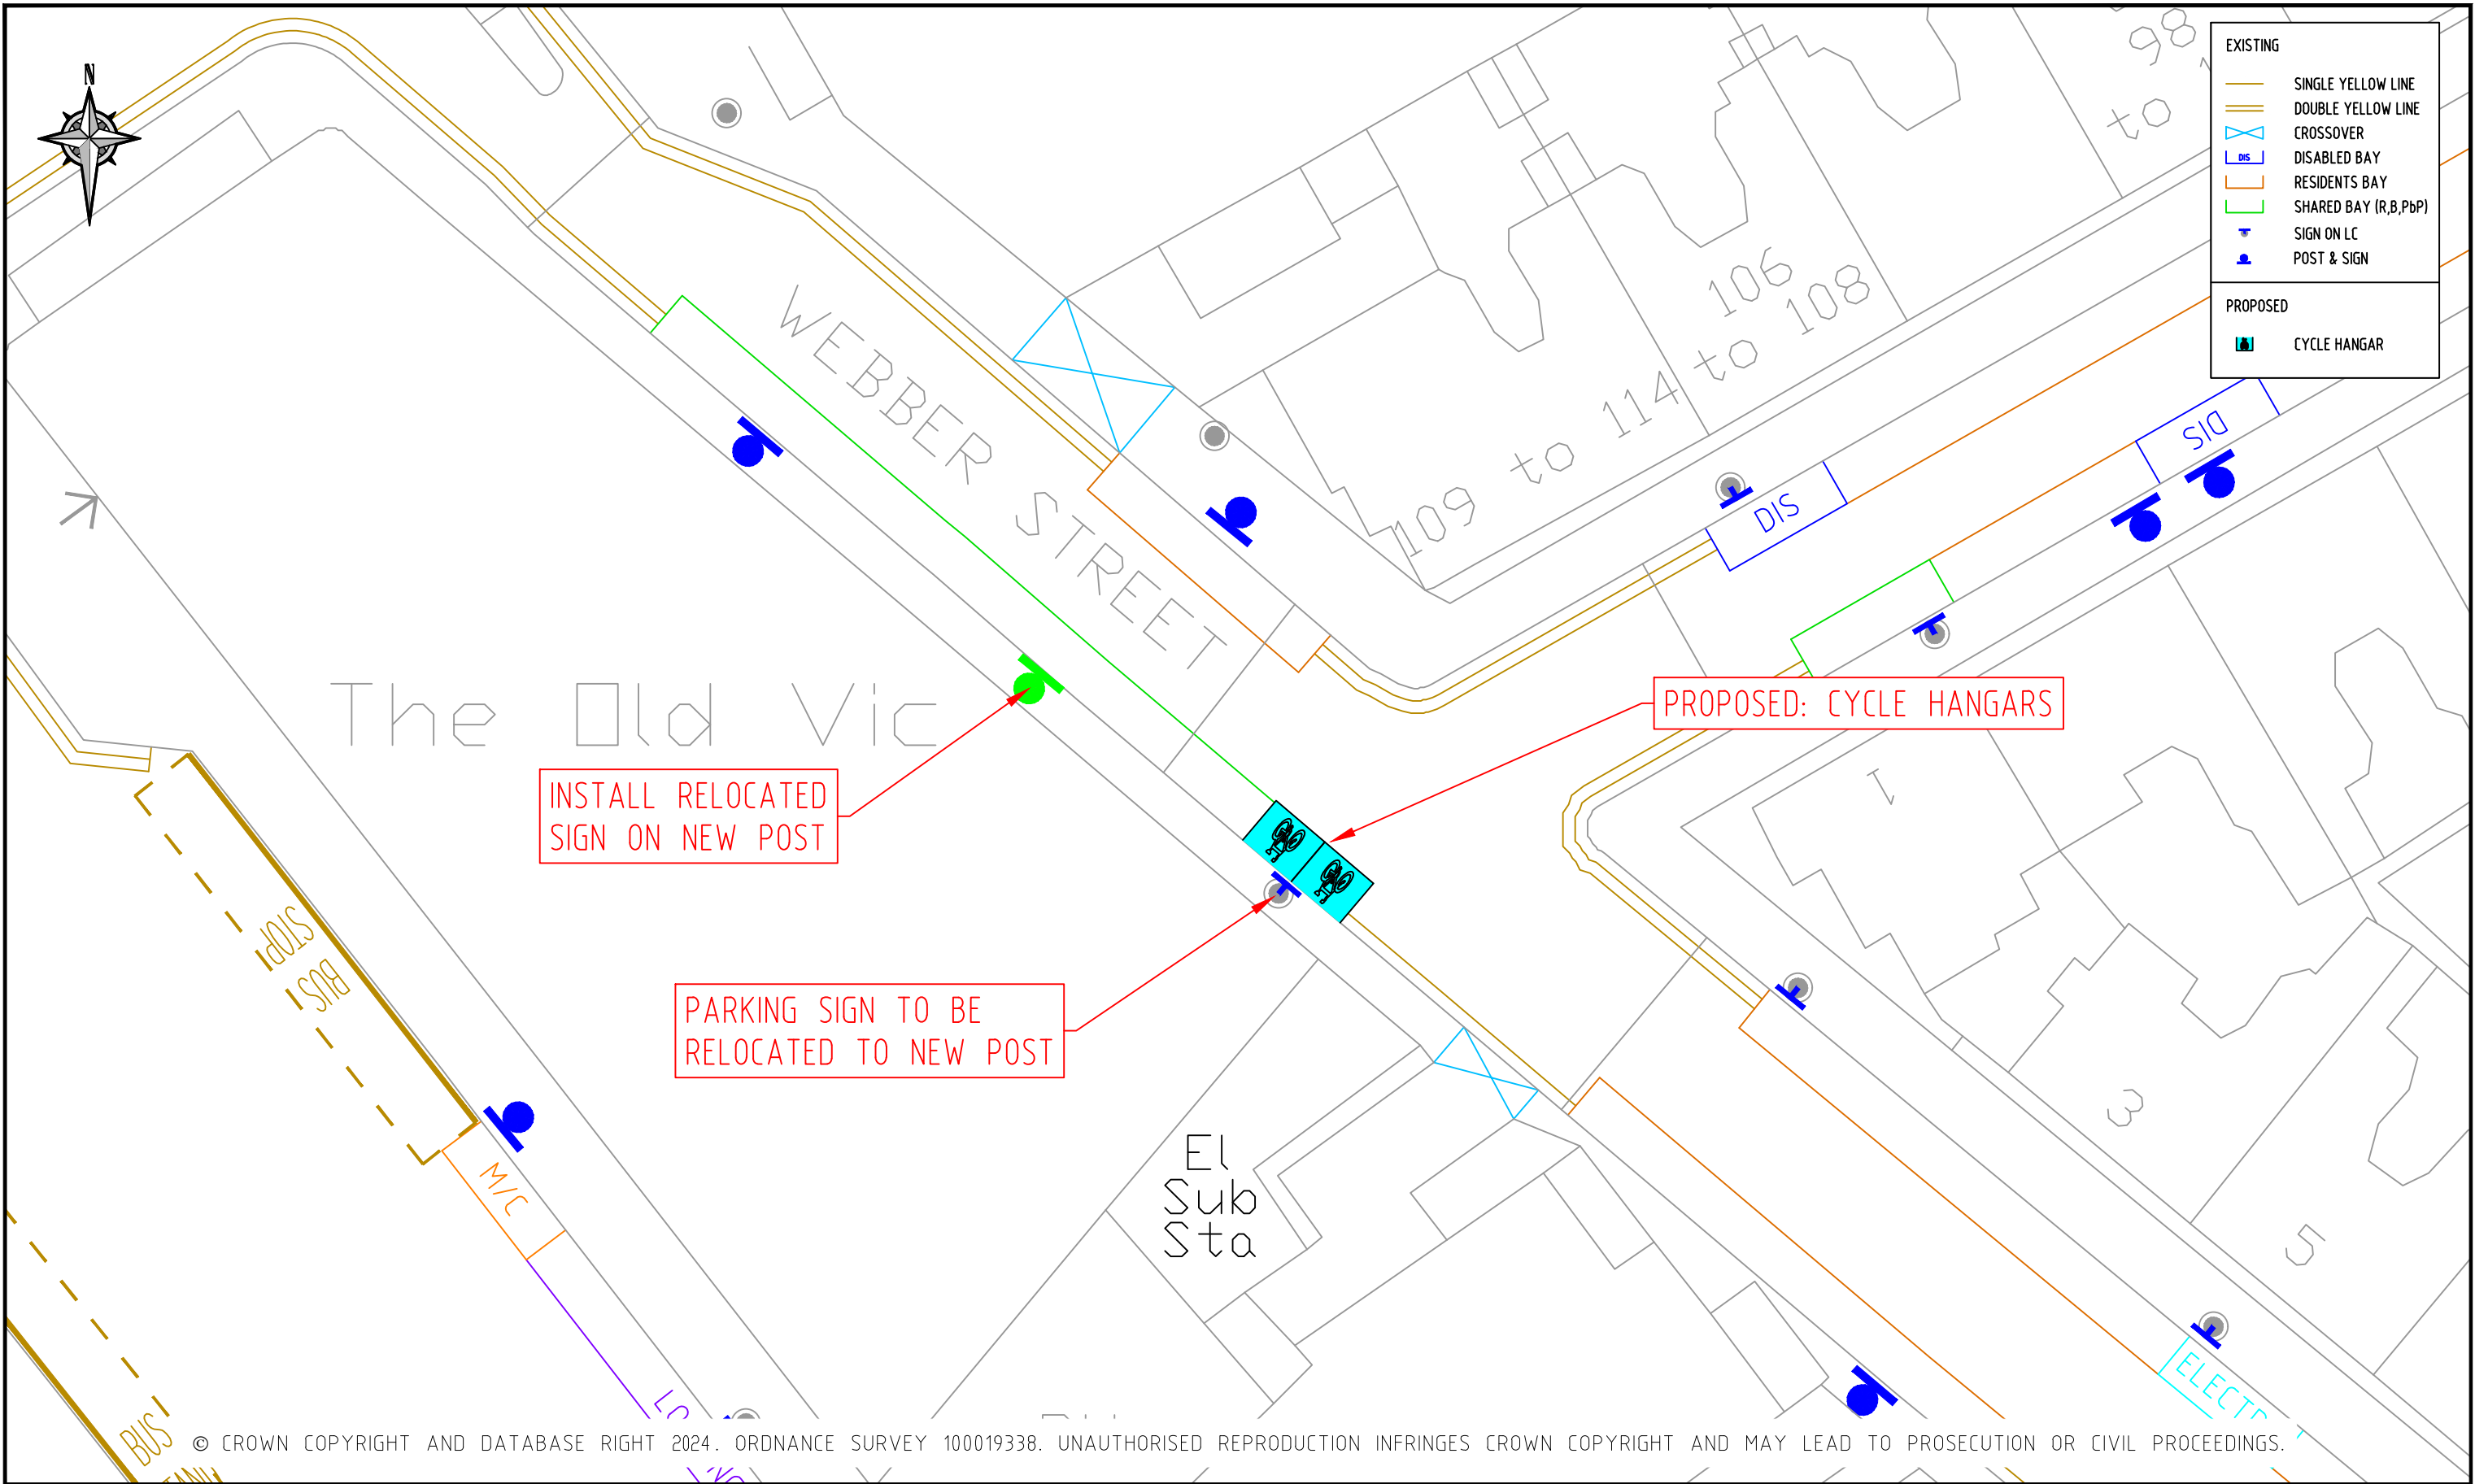 N
EXISTING
SINGLE YELLOW LINE
DOUBLE YELLOW LINE
CROSSOVER
DIS
DISABLED BAY
RESIDENTS BAY
SHARED BAY (R,B,PbP)
SIGN ON LC
POST & SIGN
PROPOSED
CYCLE HANGAR
98
to
106
to 108
109 to 114
WEBBER STREET
DIS
DIS
The Old Vic
PROPOSED: CYCLE HANGARS
INSTALL RELOCATED
SIGN ON NEW POST
1
PARKING SIGN TO BE
RELOCATED TO NEW POST
BUS STOP
M/C
El
Sub
Sta
3
5
BUS
© CROWN COPYRIGHT AND DATABASE RIGHT 2024. ORDNANCE SURVEY 100019338. UNAUTHORISED REPRODUCTION INFRINGES CROWN COPYRIGHT AND MAY LEAD TO PROSECUTION OR CIVIL PROCEEDINGS.